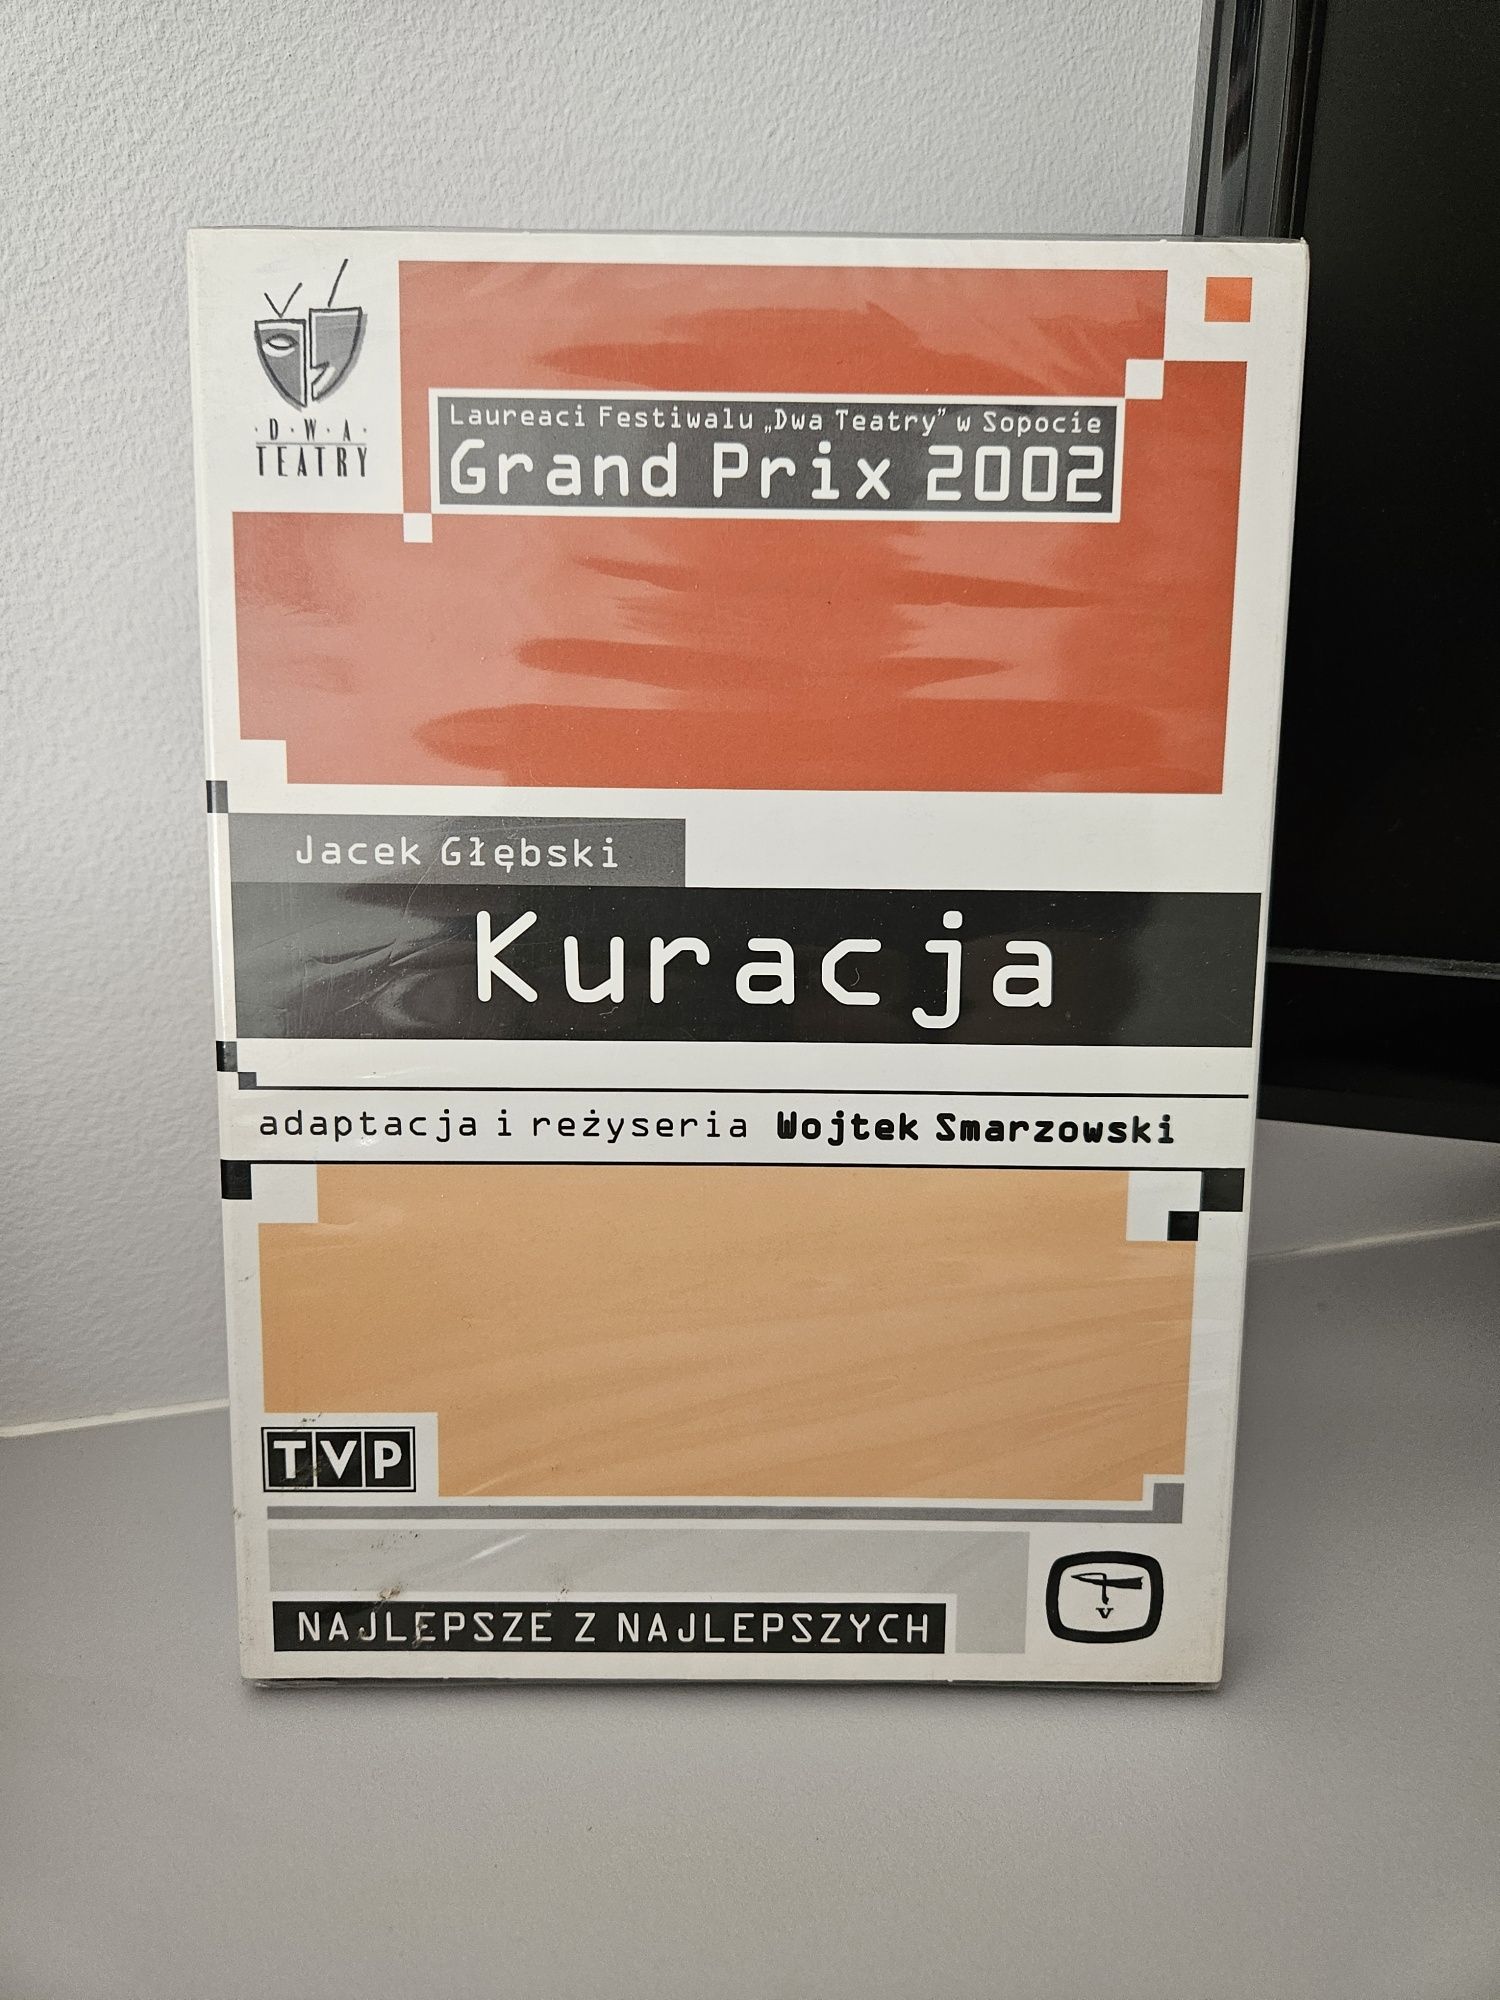 ·D·W·A·
TEATRY
Laureaci Festiwalu „Dwa Teatry” w Sopocie
Grand Prix 2002
Jacek Głębski
Kuracja
adaptacja i reżyseria Wojtek Smarzowski
TVP
NAJLEPSZE Z NAJLEPSZYCH
TV